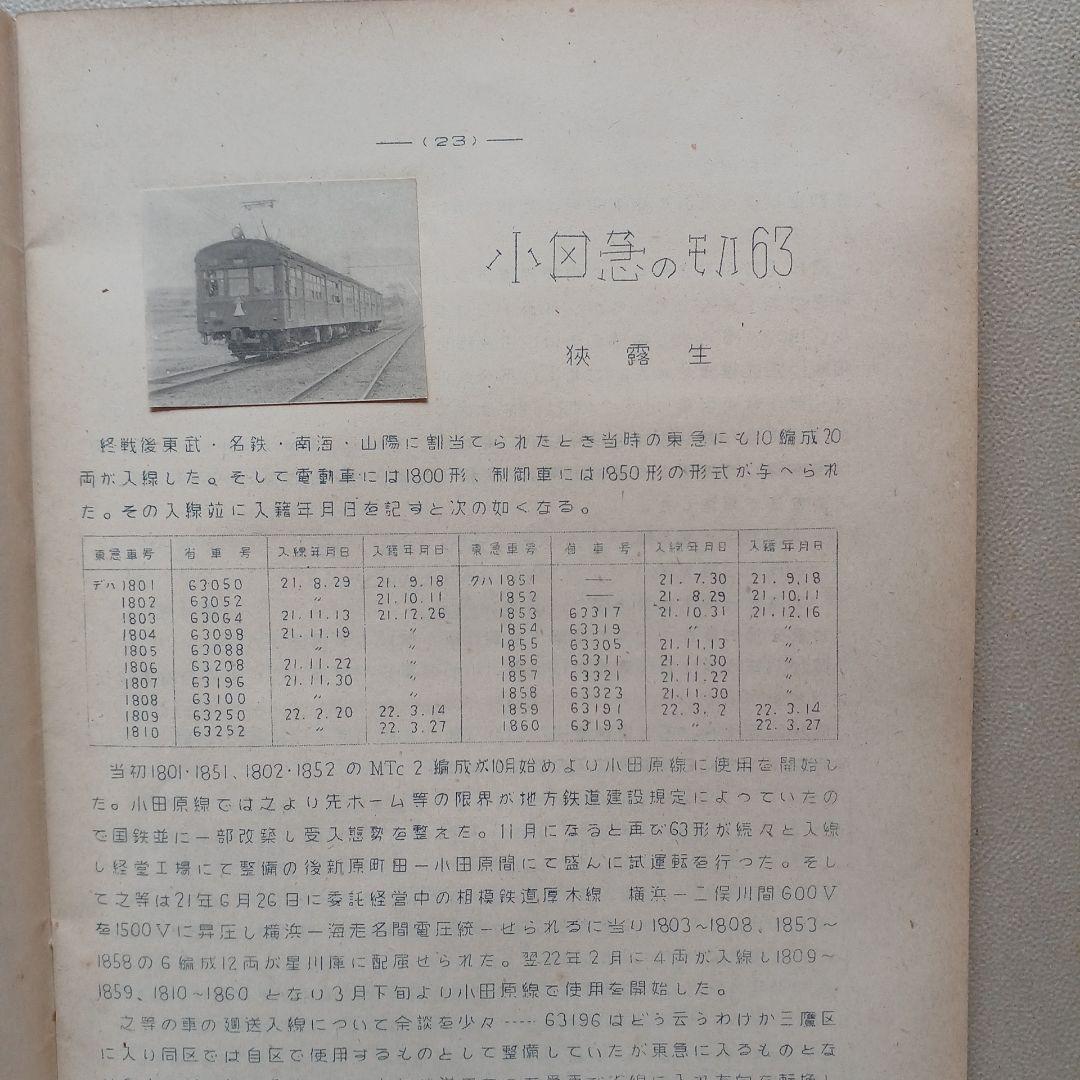 (23)
小田急のモハ63
狹露生
終戦後東武・名鉄・南海・山陽に割当てられたとき当時の東急にも10編成20
両が入線した。そして電動車には1800形、制御車には1850形の形式が与へられ
た。その入線並に入籍年月日を記すと次の如くなる。
東急車号 省車号 入線年月日 入籍年月日 東急車号 省車号 入線年月日 入籍年月日
デハ1801 63050 21. 8.29 21. 9.18 クハ1851 — 21. 7.30 21. 9.18
1802 63052 〃 21.10.11 1852 — 21. 8.29 21.10.11
1803 63064 21.11.13 21.12.26 1853 63317 21.10.31 21.12.16
1804 63098 21.11.19 〃 1854 63319 〃 〃
1805 63088 〃 〃 1855 63305 21.11.13 〃
1806 63208 21.11.22 〃 1856 63311 21.11.30 〃
1807 63196 21.11.30 〃 1857 63321 21.11.22 〃
1808 63100 〃 〃 1858 63323 21.11.30 〃
1809 63250 22. 2.20 22. 3.14 1859 63191 22. 3. 2 22. 3.14
1810 63252 〃 22. 3.27 1860 63193 〃 22. 3.27
当初1801・1851、1802・1852のMTc 2編成が10月始めより小田原線に使用を開始し
た。小田原線では之より先ホーム等の限界が地方鉄道建設規定によっていたの
で国鉄並に一部改築し受入態勢を整えた。11月になると再び63形が続々と入線
し経堂工場にて整備の後新原町田―小田原間にて盛んに試運転を行った。そし
て之等は21年6月26日に委託経営中の相模鉄道厚木線 横浜―二俣川間600V
を1500Vに昇圧し横浜―海老名間電圧統一せられるに当り1803~1808、1853~
1858の6編成12両が星川庫に配属せられた。翌22年2月に4両が入線し1809~
1859、1810~1860となり3月下旬より小田原線で使用を開始した。
之等の車の廻送入線について余談を少々……63196はどう云うわけか三鷹区
に入り同区では自区で使用するものとして整備していたが東急に入るものとな